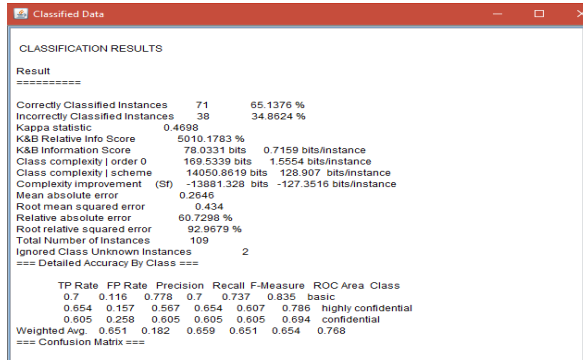 Classified Data
CLASSIFICATION RESULTS
Result
==========
Correctly Classified Instances 71 65.1376 %
Incorrectly Classified Instances 38 34.8624 %
Kappa statistic 0.4698
K&B Relative Info Score 5010.1783 %
K&B Information Score 78.0331 bits 0.7159 bits/instance
Class complexity | order 0 169.5339 bits 1.5554 bits/instance
Class complexity | scheme 14050.8619 bits 128.907 bits/instance
Complexity improvement (Sf) -13881.328 bits -127.3516 bits/instance
Mean absolute error 0.2646
Root mean squared error 0.434
Relative absolute error 60.7298 %
Root relative squared error 92.9679 %
Total Number of Instances 109
Ignored Class Unknown Instances 2
=== Detailed Accuracy By Class ===
TP Rate FP Rate Precision Recall F-Measure ROC Area Class
0.7 0.116 0.778 0.7 0.737 0.835 basic
0.654 0.157 0.567 0.654 0.607 0.786 highly confidential
0.605 0.258 0.605 0.605 0.605 0.694 confidential
Weighted Avg. 0.651 0.182 0.659 0.651 0.654 0.768
=== Confusion Matrix ===